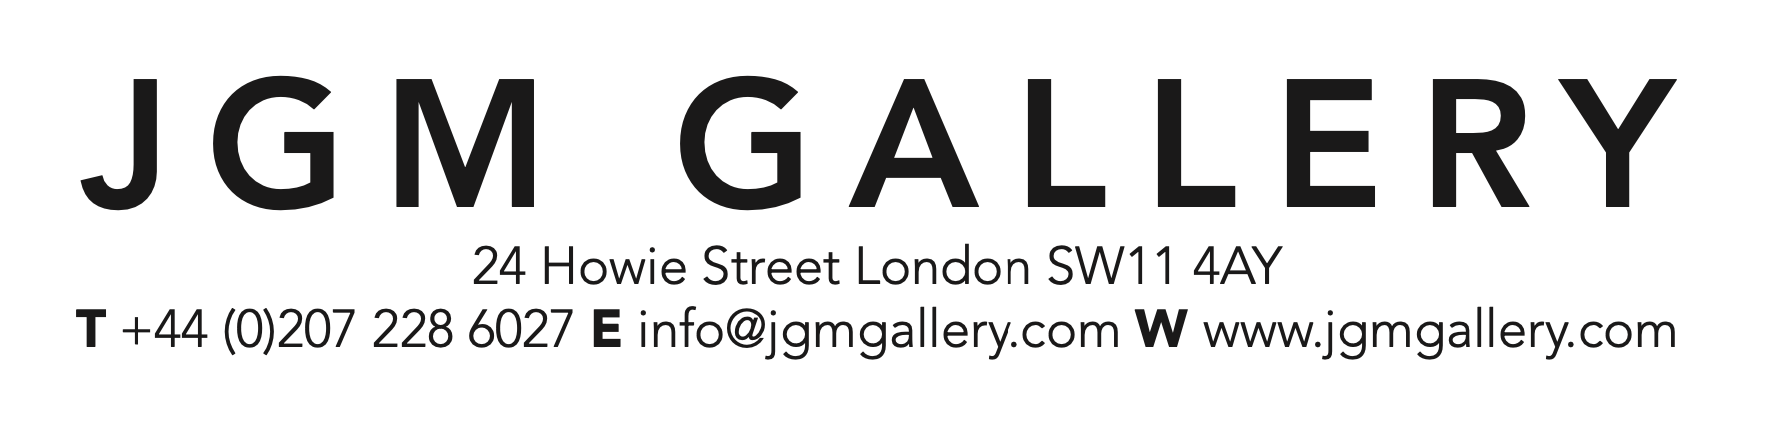 JGM GALLERY
24 Howie Street London SW11 4AY
T +44 (0)207 228 6027 E info@jgmgallery.com W www.jgmgallery.com